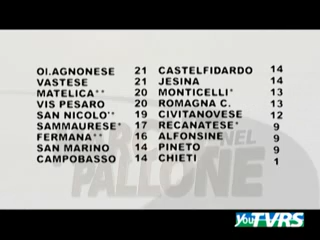 OI.AGNONESE 21 CASTELFIDARDO 14
VASTESE 21 JESINA 14
MATELICA** 20 MONTICELLI* 13
VIS PESARO 20 ROMAGNA C. 13
SAN NICOLO'* 19 CIVITANOVESE 12
SAMMAURESE* 17 RECANATESE* 9
FERMANA** 16 ALFONSINE 9
SAN MARINO 14 PINETO 9
CAMPOBASSO 14 CHIETI 1
NEL
PALLONE
YouTVRS